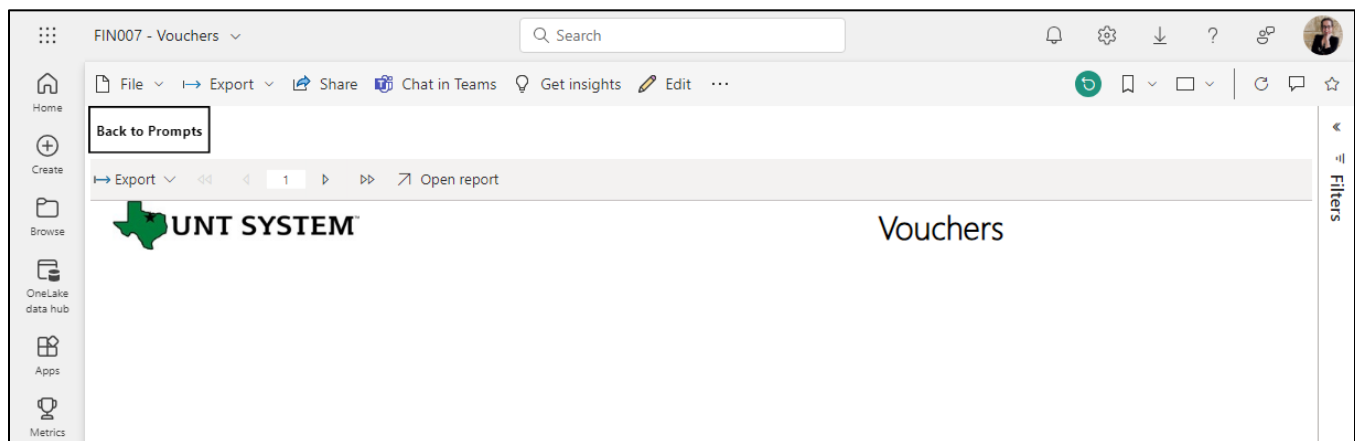 FIN007 - Vouchers
Search
?
Home
File
Export
Share
Chat in Teams
Get insights
Edit
...
Back to Prompts
Create
Export
1
Open report
Filters
Browse
UNT SYSTEM™
Vouchers
OneLake
data hub
Apps
Metrics